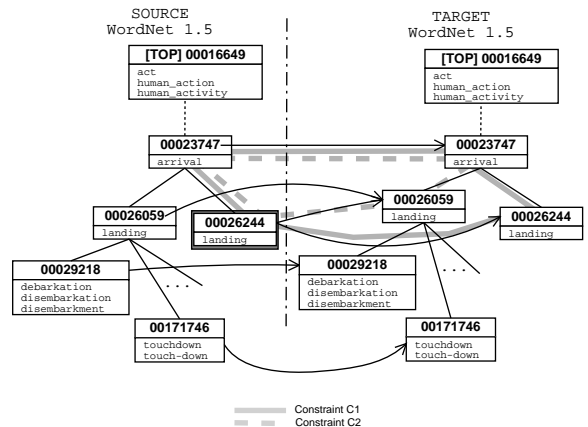 SOURCE
WordNet 1.5
TARGET
WordNet 1.5
[TOP] 00016649
act
human_action
human_activity
[TOP] 00016649
act
human_action
human_activity
00023747
arrival
00023747
arrival
00026059
landing
00026244
landing
00026059
landing
00026244
landing
00029218
debarkation
disembarkation
disembarkment
. . .
00029218
debarkation
disembarkation
disembarkment
. . .
00171746
touchdown
touch-down
00171746
touchdown
touch-down
Constraint C1
Constraint C2